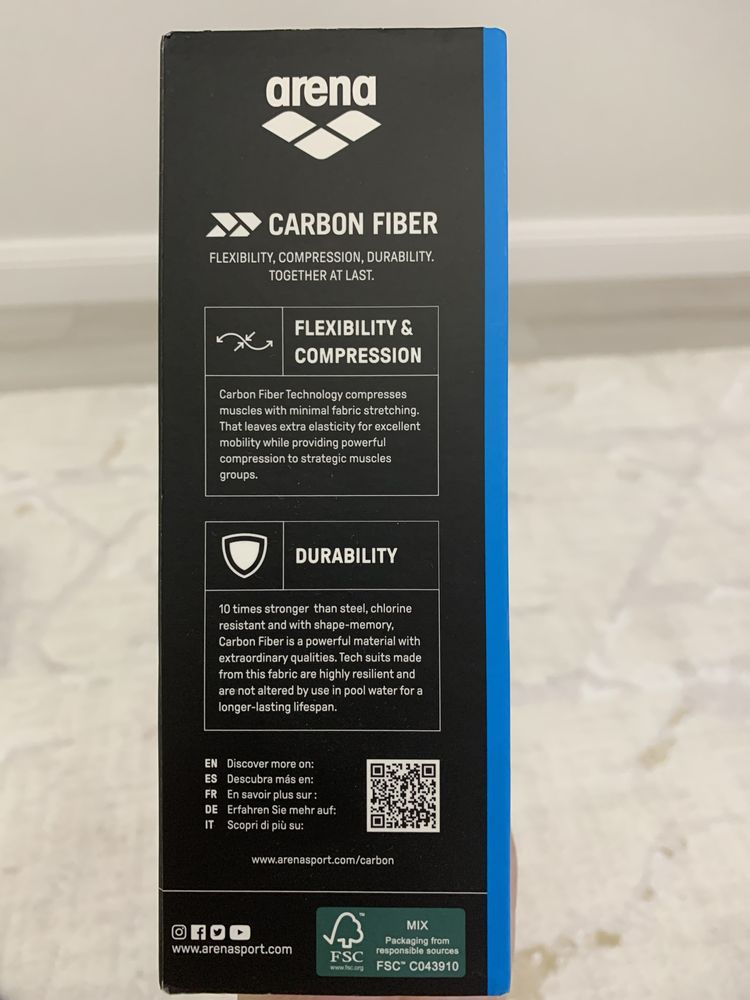 arena
CARBON FIBER
FLEXIBILITY, COMPRESSION, DURABILITY.
TOGETHER AT LAST.
FLEXIBILITY &
COMPRESSION
Carbon Fiber Technology compresses
muscles with minimal fabric stretching.
That leaves extra elasticity for excellent
mobility while providing powerful
compression to strategic muscles
groups.
DURABILITY
10 times stronger than steel, chlorine
resistant and with shape-memory,
Carbon Fiber is a powerful material with
extraordinary qualities. Tech suits made
from this fabric are highly resilient and
are not altered by use in pool water for a
longer-lasting lifespan.
EN Discover more on:
ES Descubra más en:
FR En savoir plus sur :
DE Erfahren Sie mehr auf:
IT Scopri di più su:
www.arenasport.com/carbon
www.arenasport.com
FSC
www.fsc.org
MIX
Packaging from
responsible sources
FSC™ C043910